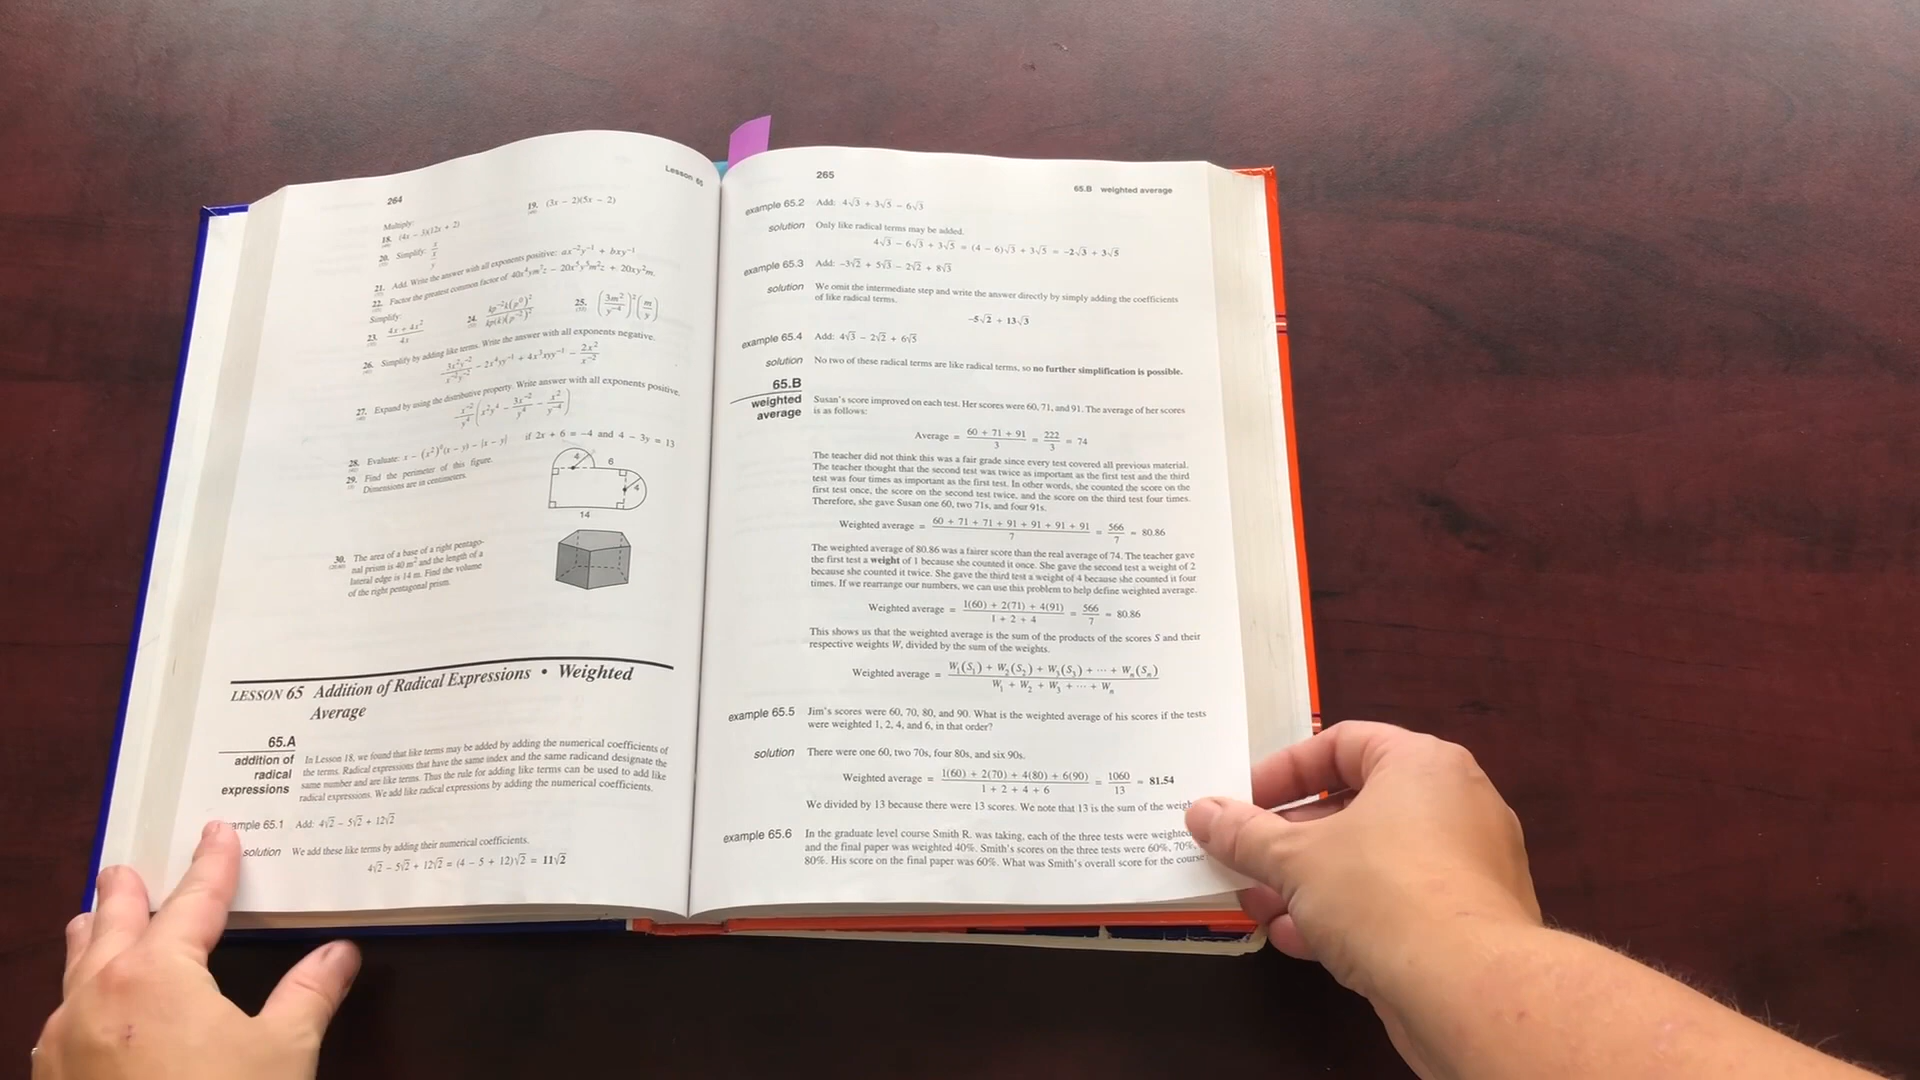 264
Lesson 65
Multiply:
18. (4x − 3)(12x + 2)
19. (3x − 2)(5x − 2)
20. Simplify: x/(x/y)
21. Add. Write the answer with all exponents positive: ax⁻²y⁻¹ + bxy⁻¹
22. Factor the greatest common factor of 40x⁴ym⁷z − 20x⁵y⁵m²z + 20xy²m.
Simplify:
23. (4x + 4x²)/4x
24.
25. (3m²/y⁻⁴)²(m/y)
26. Simplify by adding like terms. Write the answer with all exponents negative.
27. Expand by using the distributive property. Write answer with all exponents positive.
28. Evaluate: if 2x + 6 = −4 and 4 − 3y = 13
29. Find the perimeter of this figure.
Dimensions are in centimeters.
4
6
4
14
30. The area of a base of a right pentago-
nal prism is 40 m² and the length of a
lateral edge is 14 m. Find the volume
of the right pentagonal prism.
LESSON 65 Addition of Radical Expressions • Weighted
Average
65.A
addition of
radical
expressions
In Lesson 18, we found that like terms may be added by adding the numerical coefficients of
the terms. Radical expressions that have the same index and the same radicand designate the
same number and are like terms. Thus the rule for adding like terms can be used to add like
radical expressions. We add like radical expressions by adding the numerical coefficients.
65.1 Add: 4√2 − 5√2 + 12√2
solution We add these like terms by adding their numerical coefficients.
4√2 − 5√2 + 12√2 = (4 − 5 + 12)√2 = 11√2
265
65.B weighted average
example 65.2 Add: 4√3 + 3√5 − 6√3
solution Only like radical terms may be added.
4√3 − 6√3 + 3√5 = (4 − 6)√3 + 3√5 = −2√3 + 3√5
example 65.3 Add: −3√2 + 5√3 − 2√2 + 8√3
solution We omit the intermediate step and write the answer directly by simply adding the coefficients
of like radical terms.
−5√2 + 13√3
example 65.4 Add: 4√3 − 2√2 + 6√5
solution No two of these radical terms are like radical terms, so no further simplification is possible.
65.B
weighted
average
Susan's score improved on each test. Her scores were 60, 71, and 91. The average of her scores
is as follows:
Average = (60 + 71 + 91)/3 = 222/3 = 74
The teacher did not think this was a fair grade since every test covered all previous material.
The teacher thought that the second test was twice as important as the first test and the third
test was four times as important as the first test. In other words, she counted the score on the
first test once, the score on the second test twice, and the score on the third test four times.
Therefore, she gave Susan one 60, two 71s, and four 91s.
Weighted average = (60 + 71 + 71 + 91 + 91 + 91 + 91)/7 = 566/7 = 80.86
The weighted average of 80.86 was a fairer score than the real average of 74. The teacher gave
the first test a weight of 1 because she counted it once. She gave the second test a weight of 2
because she counted it twice. She gave the third test a weight of 4 because she counted it four
times. If we rearrange our numbers, we can use this problem to help define weighted average.
Weighted average = (1(60) + 2(71) + 4(91))/(1 + 2 + 4) = 566/7 = 80.86
This shows us that the weighted average is the sum of the products of the scores S and their
respective weights W, divided by the sum of the weights.
Weighted average = (W₁(S₁) + W₂(S₂) + W₃(S₃) + ⋯ + Wₙ(Sₙ))/(W₁ + W₂ + W₃ + ⋯ + Wₙ)
example 65.5 Jim's scores were 60, 70, 80, and 90. What is the weighted average of his scores if the tests
were weighted 1, 2, 4, and 6, in that order?
solution There were one 60, two 70s, four 80s, and six 90s.
Weighted average = (1(60) + 2(70) + 4(80) + 6(90))/(1 + 2 + 4 + 6) = 1060/13 = 81.54
We divided by 13 because there were 13 scores. We note that 13 is the sum of the
example 65.6 In the graduate level course Smith R. was taking, each of the three tests were
and the final paper was weighted 40%. Smith's scores on the three tests were 60%, 70%,
80%. His score on the final paper was 60%. What was Smith's overall score for the course